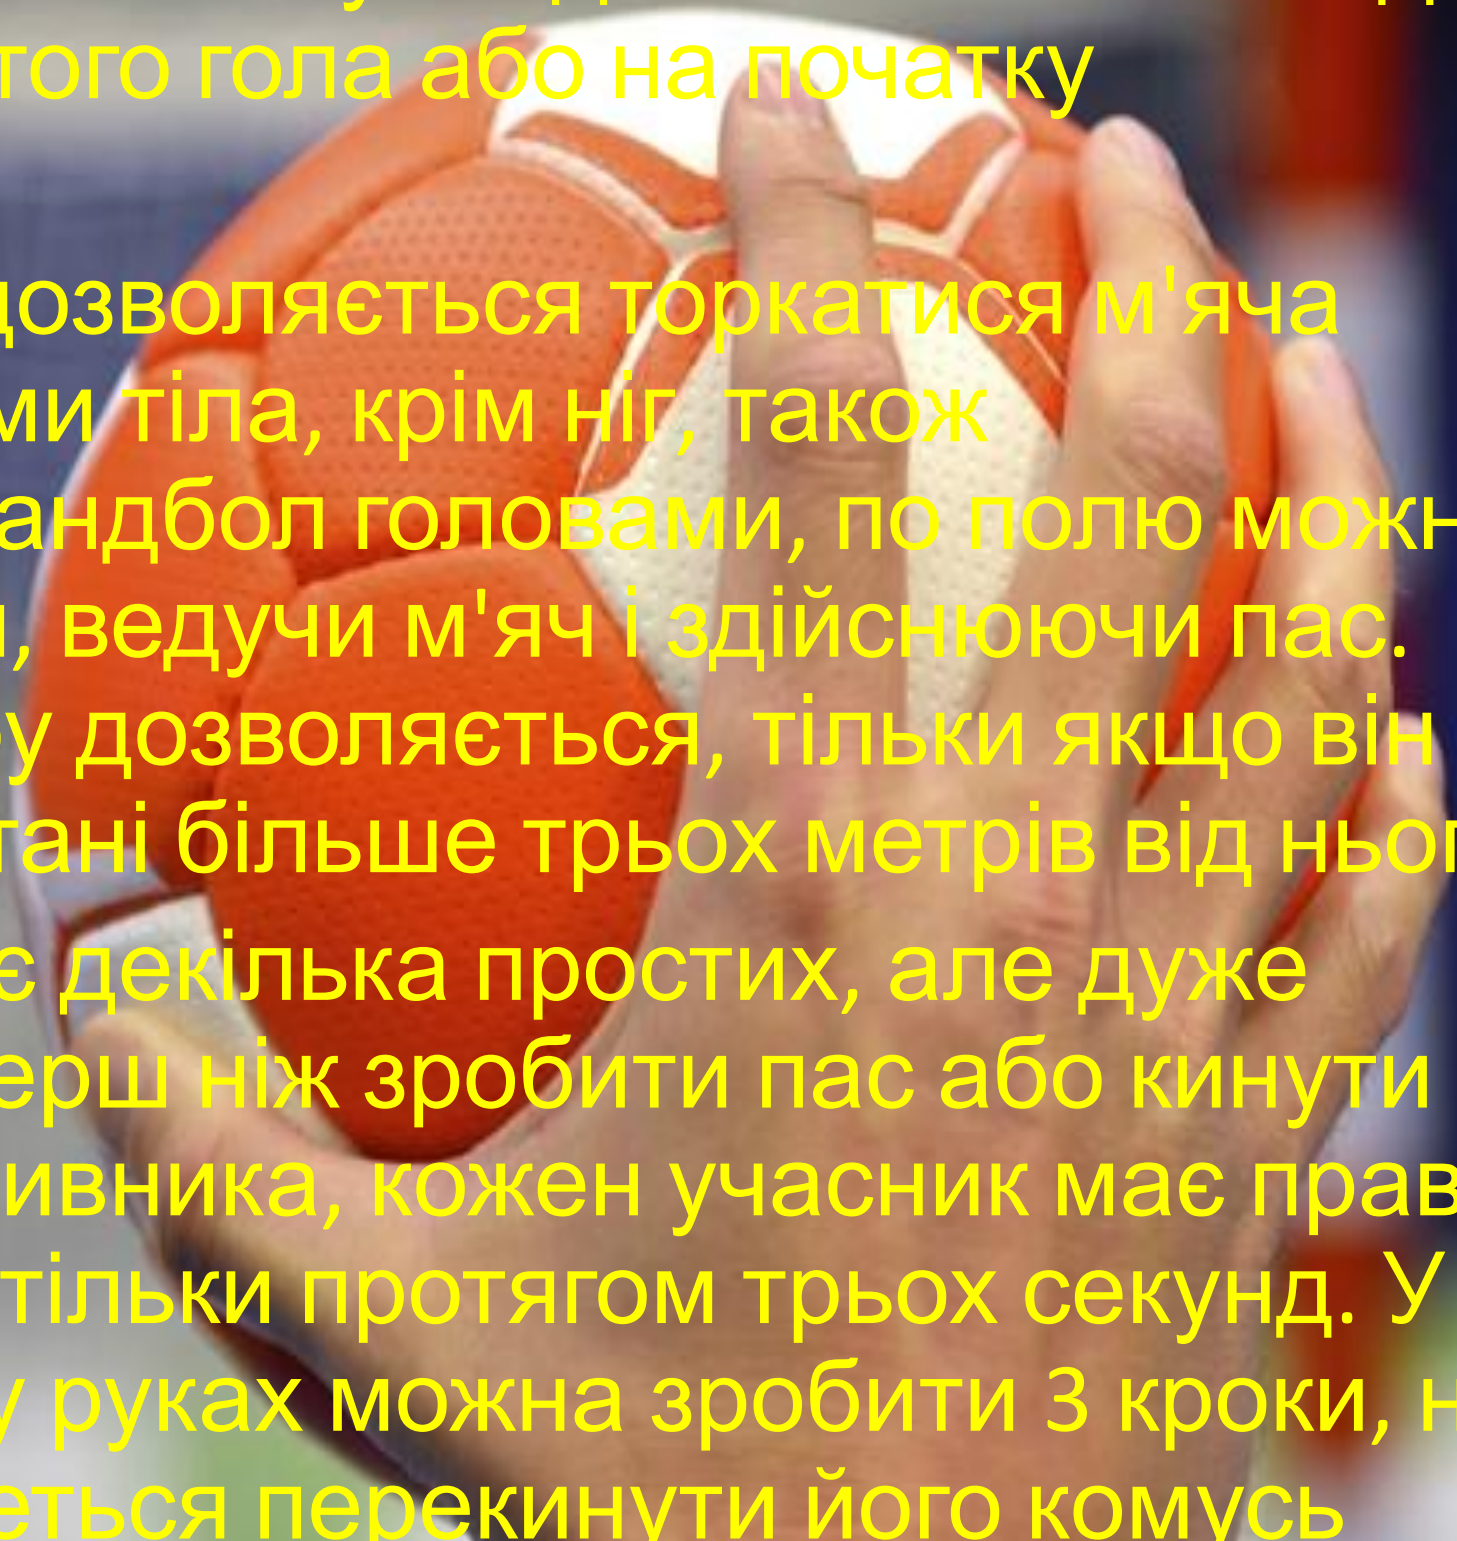 того гола або на початку
дозволяється торкатися м'яча
ми тіла, крім ніг, також
андбол головами, по полю можн
, ведучи м'яч і здійснюючи пас.
у дозволяється, тільки якщо він
тані більше трьох метрів від ньог
є декілька простих, але дуже
ерш ніж зробити пас або кинути
ивника, кожен учасник має прав
тільки протягом трьох секунд. У
у руках можна зробити 3 кроки, н
еться перекинути його комусь